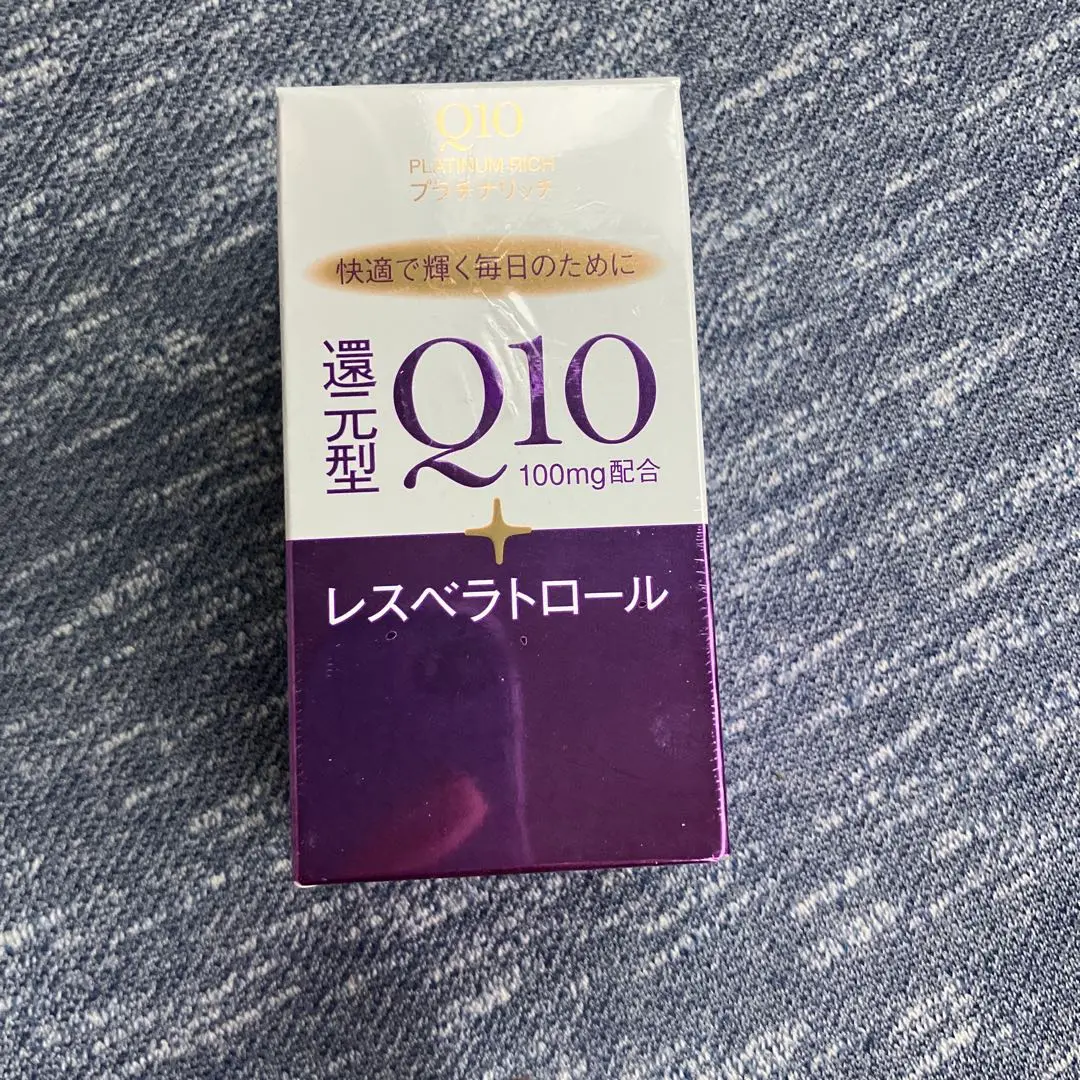 Q10
PLATINUM RICH
プラチナリッチ
快適で輝く毎日のために
還元型
Q10
100mg配合
レスベラトロール